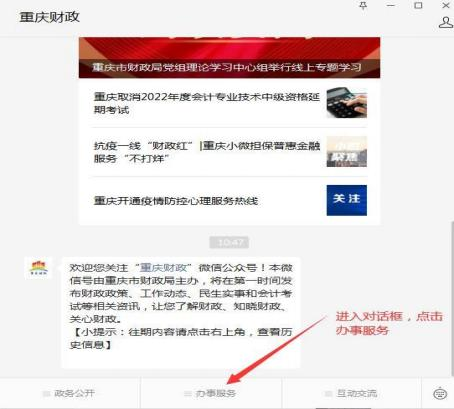 重庆财政
重庆市财政局党组理论学习中心组举行线上专题学习
重庆取消2022年度会计专业技术中级资格延
期考试
抗疫一线“财政红”|重庆小微担保普惠金融
服务“不打烊”
重庆开通疫情防控心理服务热线
关注
10:47
欢迎您关注“重庆财政”微信公众号！本微
信号由重庆市财政局主办，将在第一时间发
布财政政策、工作动态、民生实事和会计考
试等相关资讯，让您了解财政、知晓财政、
关心财政。
【小提示：往期内容请点击右上角，查看历
史信息】
进入对话框，点击
办事服务
政务公开
办事服务
互动交流